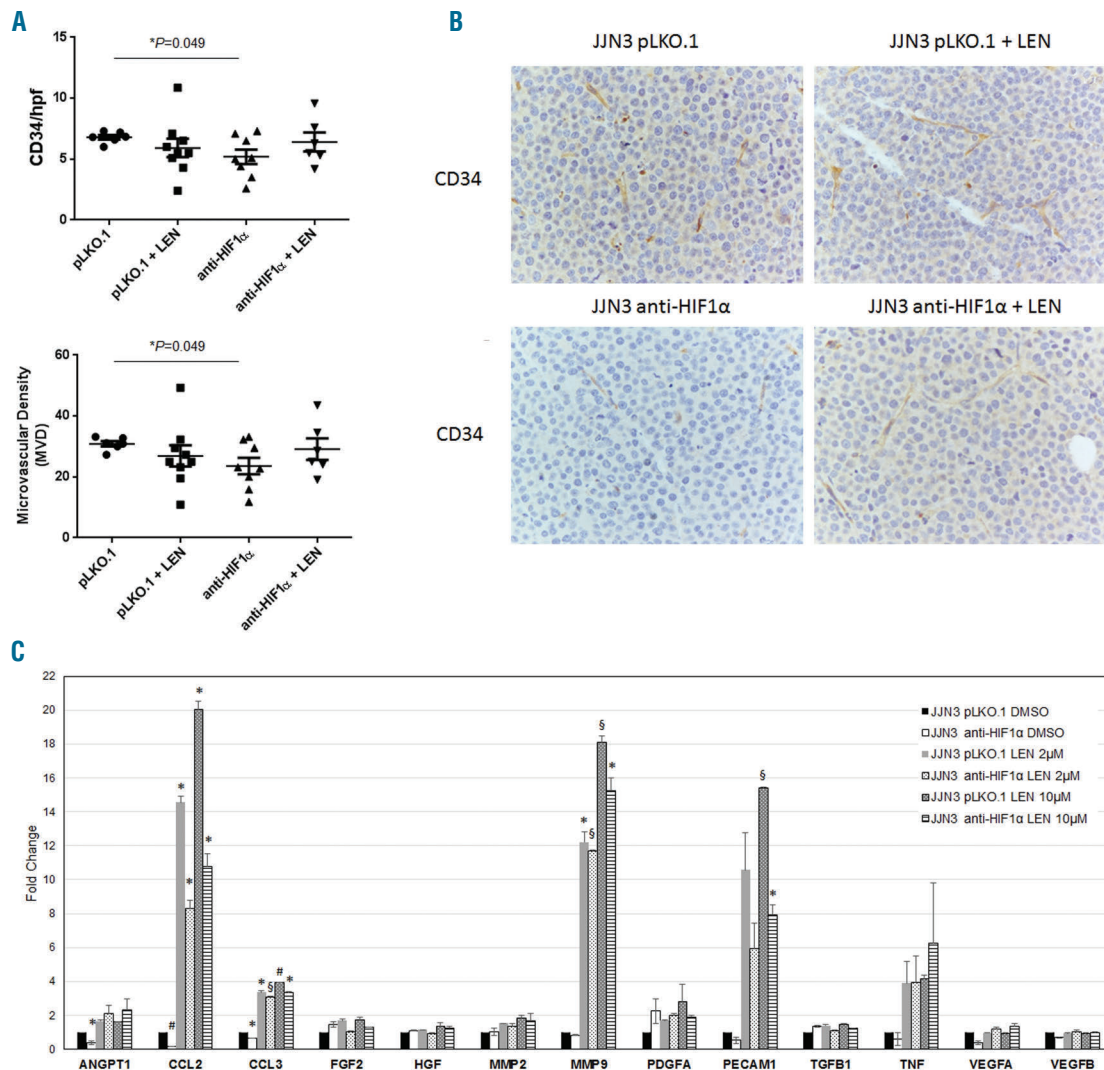 A
*P=0.049
CD34/hpf
15
10
5
0
pLKO.1
pLKO.1 + LEN
anti-HIF1α
anti-HIF1α + LEN
*P=0.049
Microvascular Density
(MVD)
60
40
20
0
pLKO.1
pLKO.1 + LEN
anti-HIF1α
anti-HIF1α + LEN
B
JJN3 pLKO.1
JJN3 pLKO.1 + LEN
CD34
JJN3 anti-HIF1α
JJN3 anti-HIF1α + LEN
CD34
C
Fold Change
22
20
18
16
14
12
10
8
6
4
2
0
* # * * * * * * § # * * § § * § *
JJN3 pLKO.1 DMSO
JJN3 anti-HIF1α DMSO
JJN3 pLKO.1 LEN 2µM
JJN3 anti-HIF1α LEN 2µM
JJN3 pLKO.1 LEN 10µM
JJN3 anti-HIF1α LEN 10µM
ANGPT1 CCL2 CCL3 FGF2 HGF MMP2 MMP9 PDGFA PECAM1 TGFB1 TNF VEGFA VEGFB